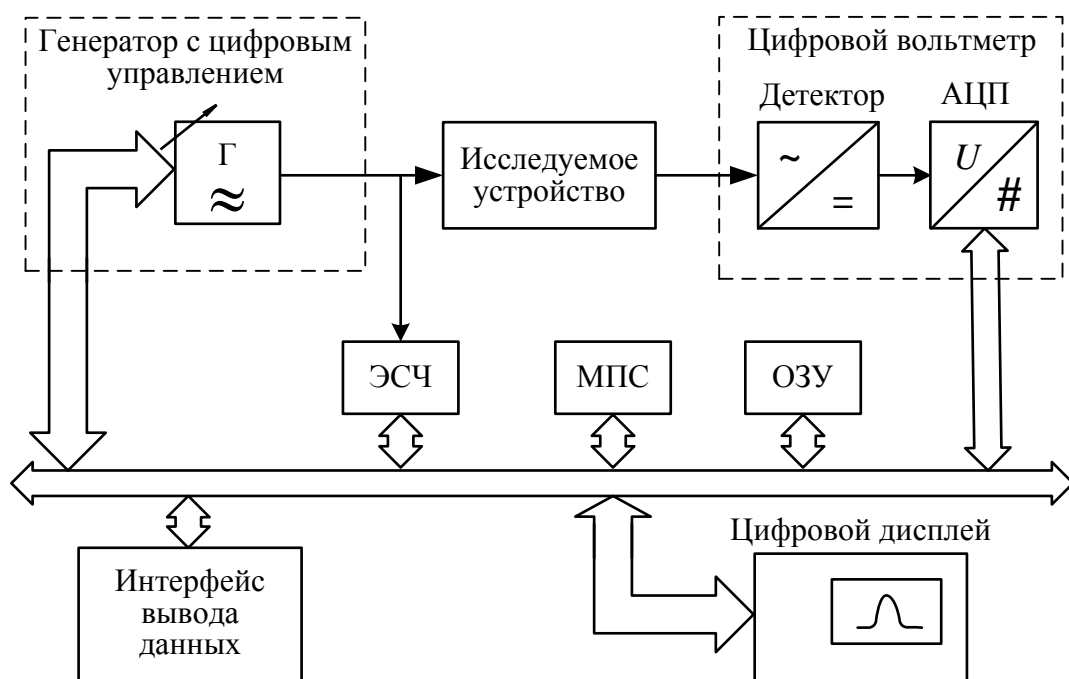 Генератор с цифровым
управлением
Цифровой вольтметр
Детектор
АЦП
Г
≈
Исследуемое
устройство
~
=
U
#
ЭСЧ
МПС
ОЗУ
Цифровой дисплей
Интерфейс
вывода
данных